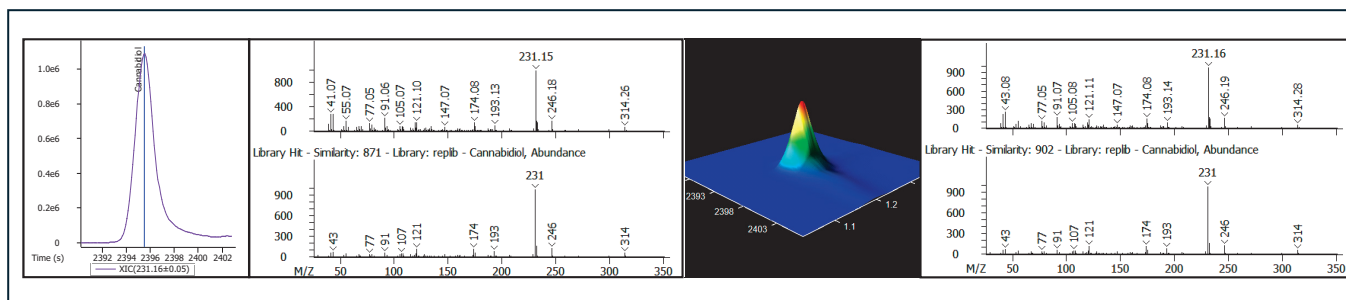 Cannabidiol
1.0e6
0.8e6
0.6e6
0.4e6
0.2e6
0
2392 2394 2396 2398 2400 2402
Time (s)
XIC(231.16±0.05)
231.15
800
400
0
41.07 55.07 77.05 91.06 105.07 121.10 147.07 174.08 193.13 246.18 314.26
Library Hit - Similarity: 871 - Library: replib - Cannabidiol, Abundance
231
900
600
300
0
43 77 91 107 121 174 193 246 314
M/Z 50 100 150 200 250 300 350
2393
2398
2403
1.1
1.2
231.16
900
600
300
0
43.08 77.05 91.07 105.08 121.11 147.07 174.08 193.14 246.19 314.28
Library Hit - Similarity: 902 - Library: replib - Cannabidiol, Abundance
231
900
600
300
0
43 77 91 107 121 174 193 246 314
M/Z 50 100 150 200 250 300 350